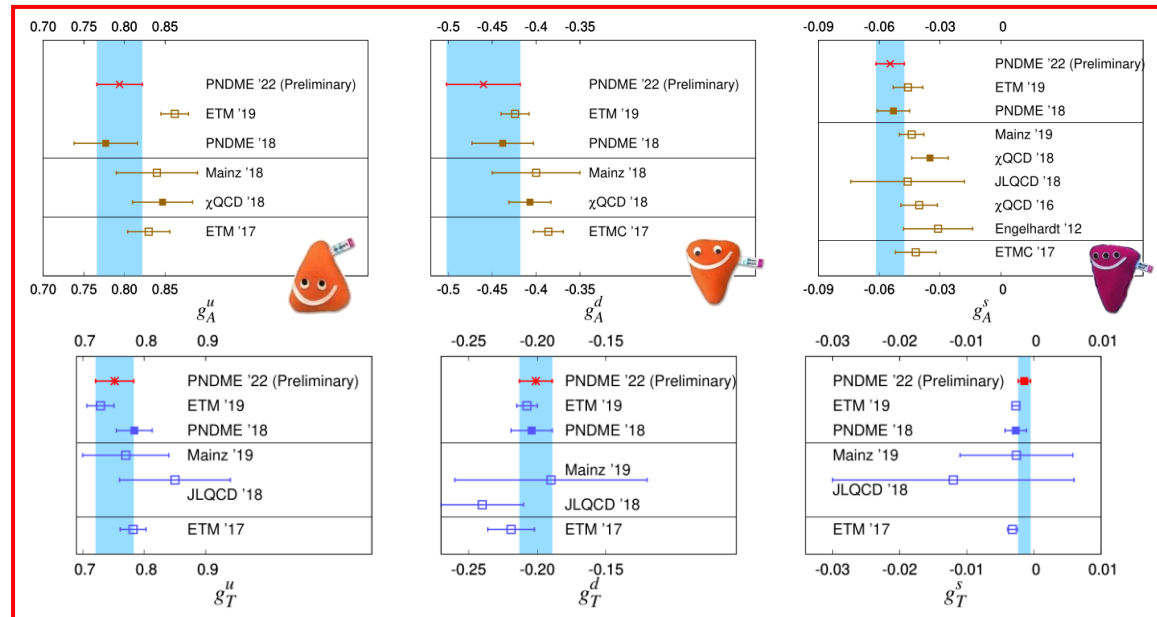 0.70 0.75 0.80 0.85
PNDME '22 (Preliminary)
ETM '19
PNDME '18
Mainz '18
χQCD '18
ETM '17
0.70 0.75 0.80 0.85
g_A^u
-0.5 -0.45 -0.4 -0.35
PNDME '22 (Preliminary)
ETM '19
PNDME '18
Mainz '18
χQCD '18
ETMC '17
-0.5 -0.45 -0.4 -0.35
g_A^d
-0.09 -0.06 -0.03 0
PNDME '22 (Preliminary)
ETM '19
PNDME '18
Mainz '19
χQCD '18
JLQCD '18
χQCD '16
Engelhardt '12
ETMC '17
-0.09 -0.06 -0.03 0
g_A^s
0.7 0.8 0.9
PNDME '22 (Preliminary)
ETM '19
PNDME '18
Mainz '19
JLQCD '18
ETM '17
0.7 0.8 0.9
g_T^u
-0.25 -0.20 -0.15
PNDME '22 (Preliminary)
ETM '19
PNDME '18
Mainz '19
JLQCD '18
ETM '17
-0.25 -0.20 -0.15
g_T^d
-0.03 -0.02 -0.01 0 0.01
PNDME '22 (Preliminary)
ETM '19
PNDME '18
Mainz '19
JLQCD '18
ETM '17
-0.03 -0.02 -0.01 0 0.01
g_T^s